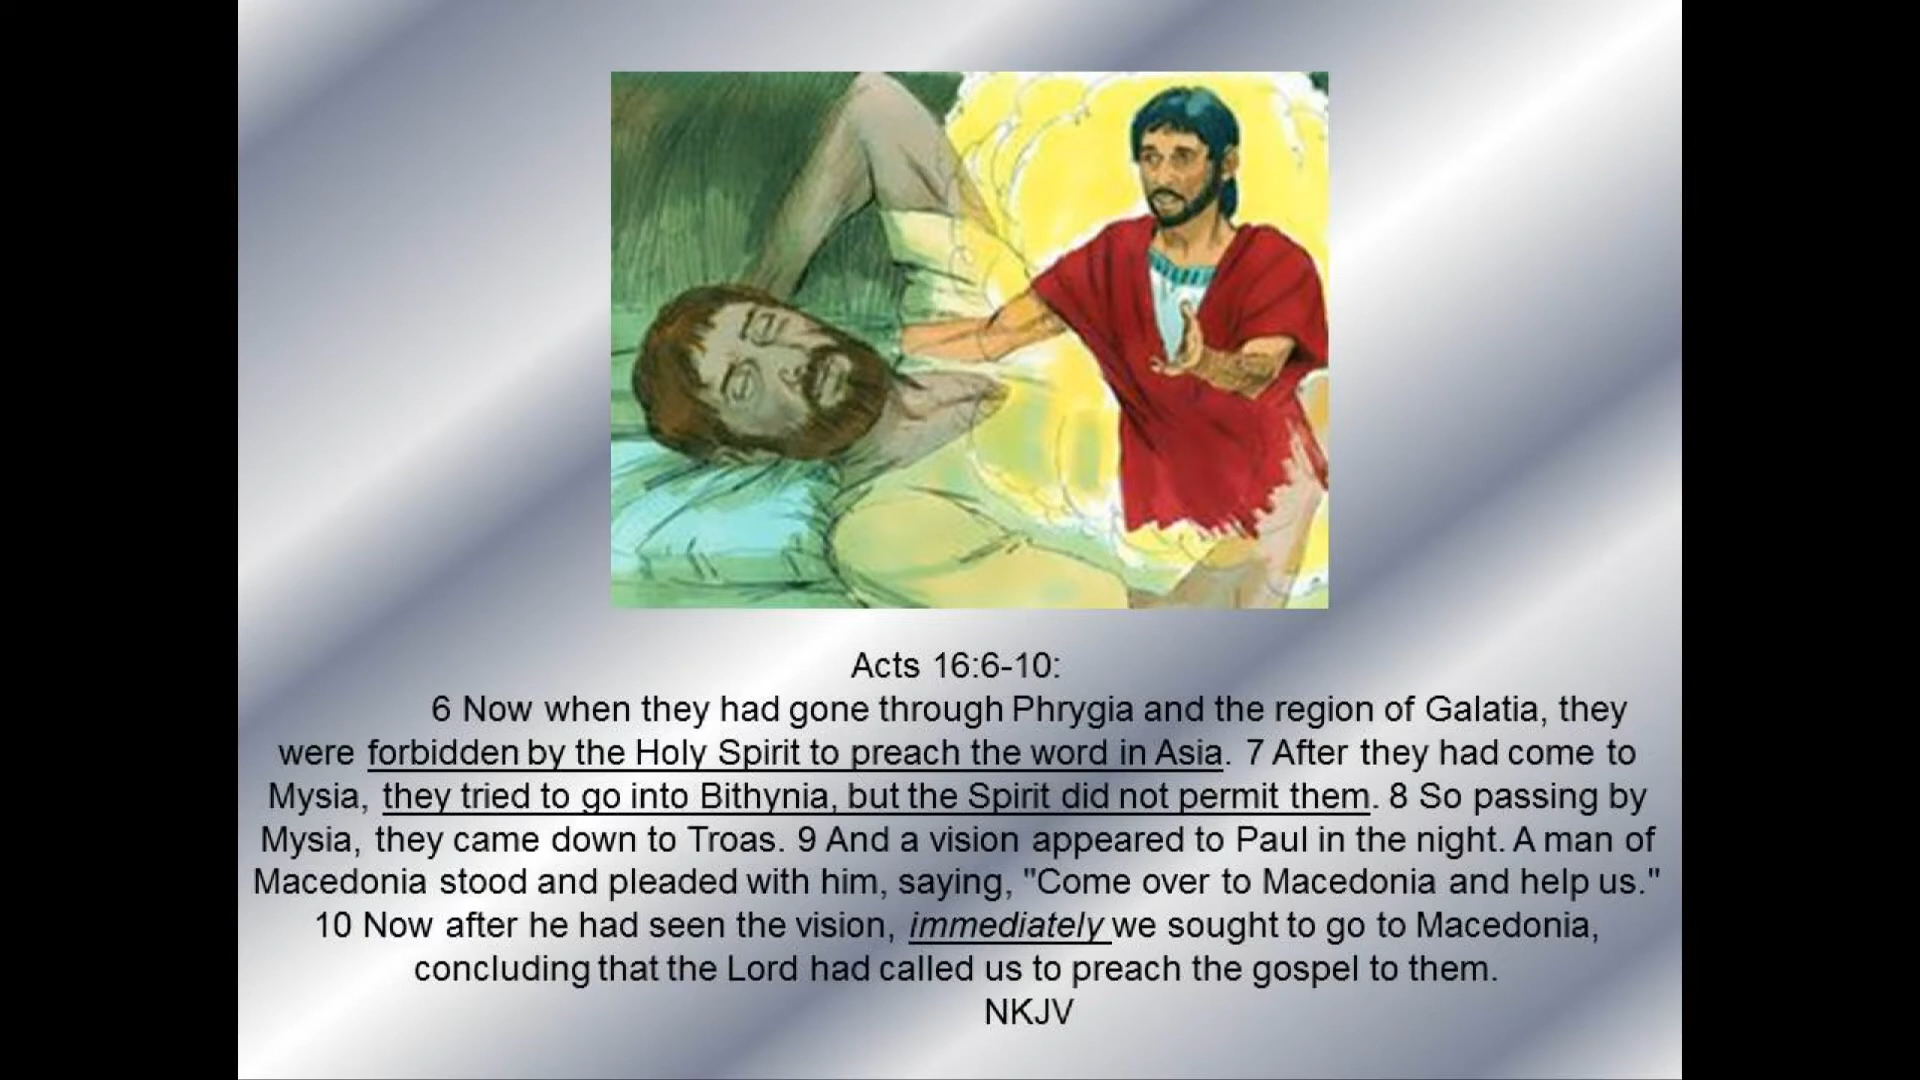 Acts 16:6-10:
6 Now when they had gone through Phrygia and the region of Galatia, they
were forbidden by the Holy Spirit to preach the word in Asia. 7 After they had come to
Mysia, they tried to go into Bithynia, but the Spirit did not permit them. 8 So passing by
Mysia, they came down to Troas. 9 And a vision appeared to Paul in the night. A man of
Macedonia stood and pleaded with him, saying, "Come over to Macedonia and help us."
10 Now after he had seen the vision, immediately we sought to go to Macedonia,
concluding that the Lord had called us to preach the gospel to them.
NKJV